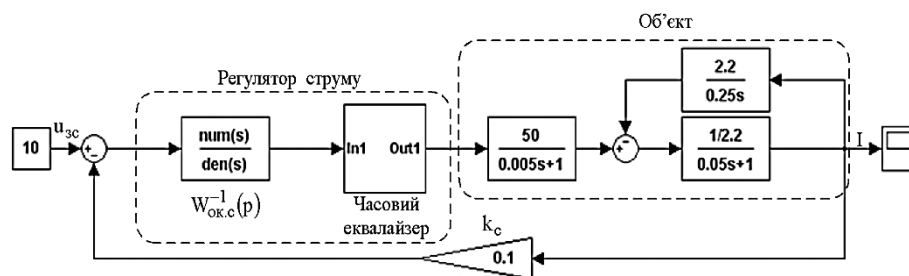 Об’єкт
Регулятор струму
2.2
0.25s
uзс
10
num(s)
den(s)
In1 Out1
50
0.005s+1
1/2.2
0.05s+1
I
W⁻¹ок.с(p)
Часовий
еквалайзер
kс
0.1